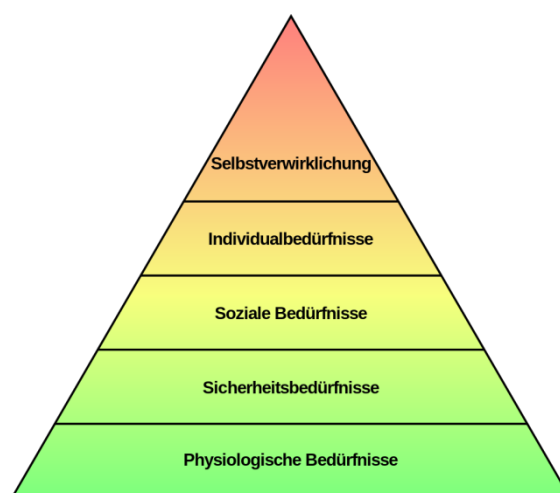 Selbstverwirklichung
Individualbedürfnisse
Soziale Bedürfnisse
Sicherheitsbedürfnisse
Physiologische Bedürfnisse